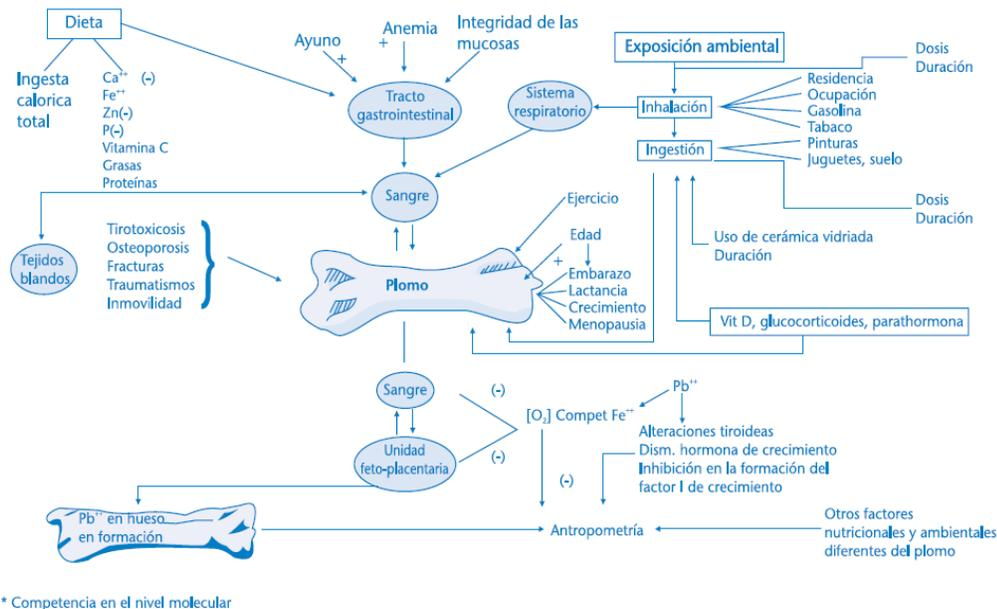 Dieta
Ingesta
calorica
total
Ca⁺⁺ (-)
Fe⁺⁺
Zn(-)
P(-)
Vitamina C
Grasas
Proteínas
Ayuno
+
Anemia
+
Integridad de las
mucosas
Tracto
gastrointestinal
Sistema
respiratorio
Exposición ambiental
Inhalación
Ingestión
Dosis
Duración
Residencia
Ocupación
Gasolina
Tabaco
Pinturas
Juguetes, suelo
Dosis
Duración
Uso de cerámica vidriada
Duración
Vit D, glucocorticoides, parathormona
Sangre
Tejidos
blandos
Tirotoxicosis
Osteoporosis
Fracturas
Traumatismos
Inmovilidad
Plomo
Ejercicio
Edad
+
Embarazo
Lactancia
Crecimiento
Menopausia
Sangre
Unidad
feto-placentaria
(-)
(-)
[O₂] Compet Fe⁺⁺
Pb⁺⁺
Alteraciones tiroideas
Dism. hormona de crecimiento
Inhibición en la formación del
factor I de crecimiento
(-)
Pb⁺⁺ en hueso
en formación
Antropometría
Otros factores
nutricionales y ambientales
diferentes del plomo
* Competencia en el nivel molecular